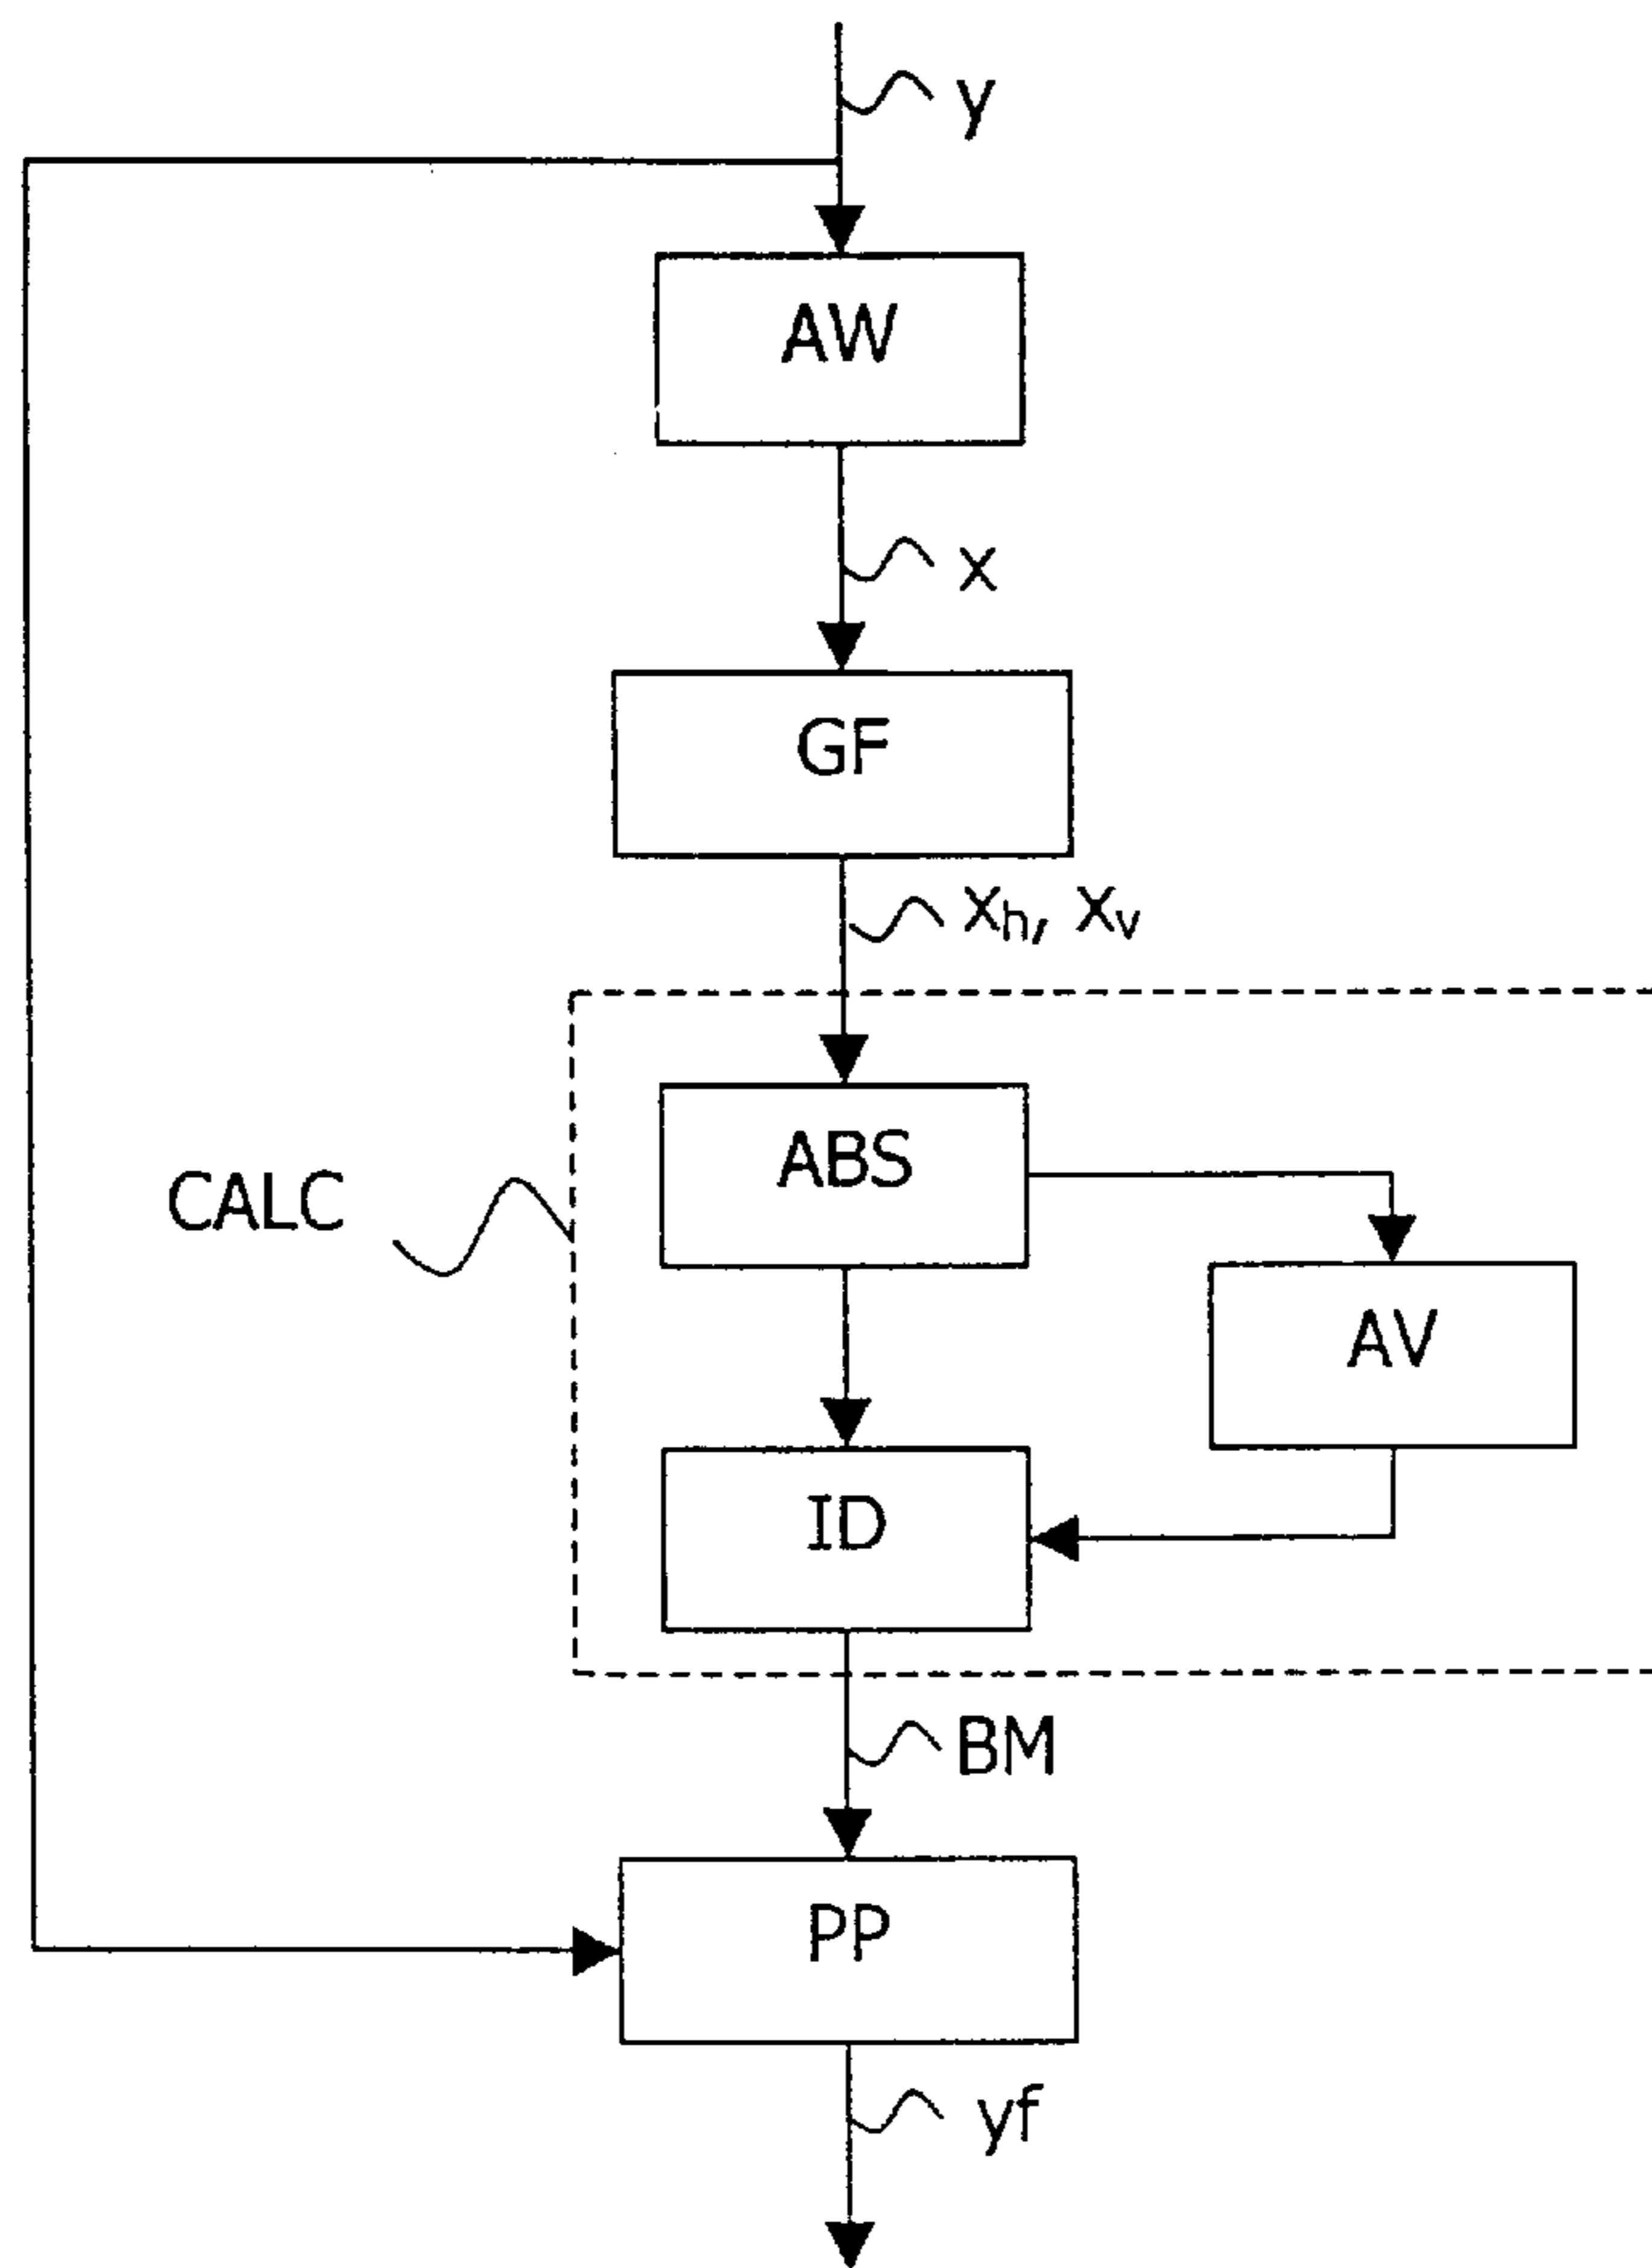 y
AW
x
GF
xh, xv
ABS
CALC
AV
ID
BM
PP
yf